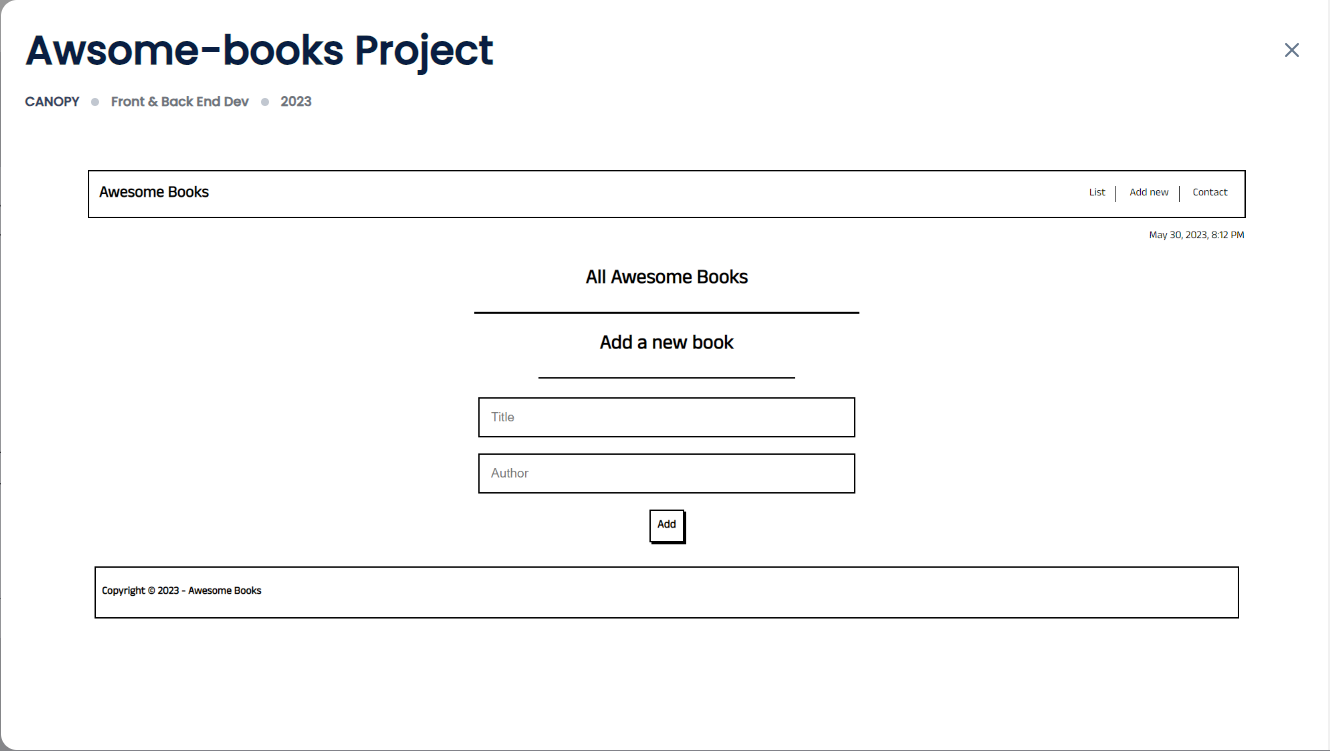 Awsome-books Project
CANOPY Front & Back End Dev 2023
Awesome Books List Add new Contact
May 30, 2023, 8:12 PM
All Awesome Books
Add a new book
Title
Author
Add
Copyright © 2023 - Awesome Books